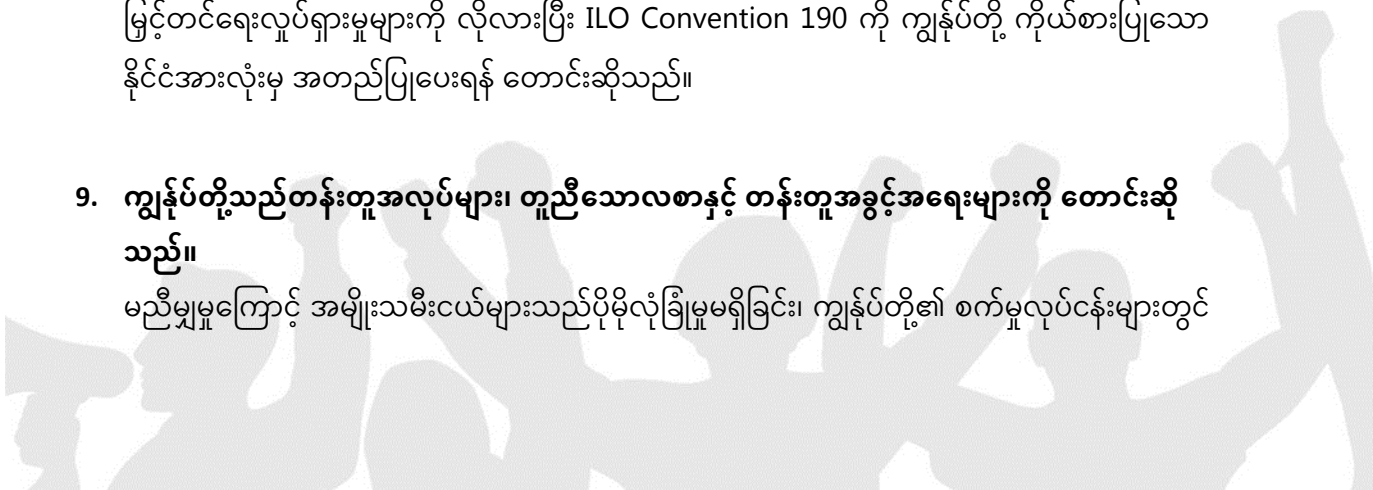 မြှင့်တင်ရေးလှုပ်ရှားမှုများကို လိုလားပြီး ILO Convention 190 ကို ကျွန်ုပ်တို့ ကိုယ်စားပြုသော
နိုင်ငံအားလုံးမှ အတည်ပြုပေးရန် တောင်းဆိုသည်။
9. ကျွန်ုပ်တို့သည်တန်းတူအလုပ်များ၊ တူညီသောလစာနှင့် တန်းတူအခွင့်အရေးများကို တောင်းဆို
သည်။
မညီမျှမှုကြောင့် အမျိုးသမီးငယ်များသည်ပိုမိုလုံခြုံမှုမရှိခြင်း၊ ကျွန်ုပ်တို့၏ စက်မှုလုပ်ငန်းများတွင်